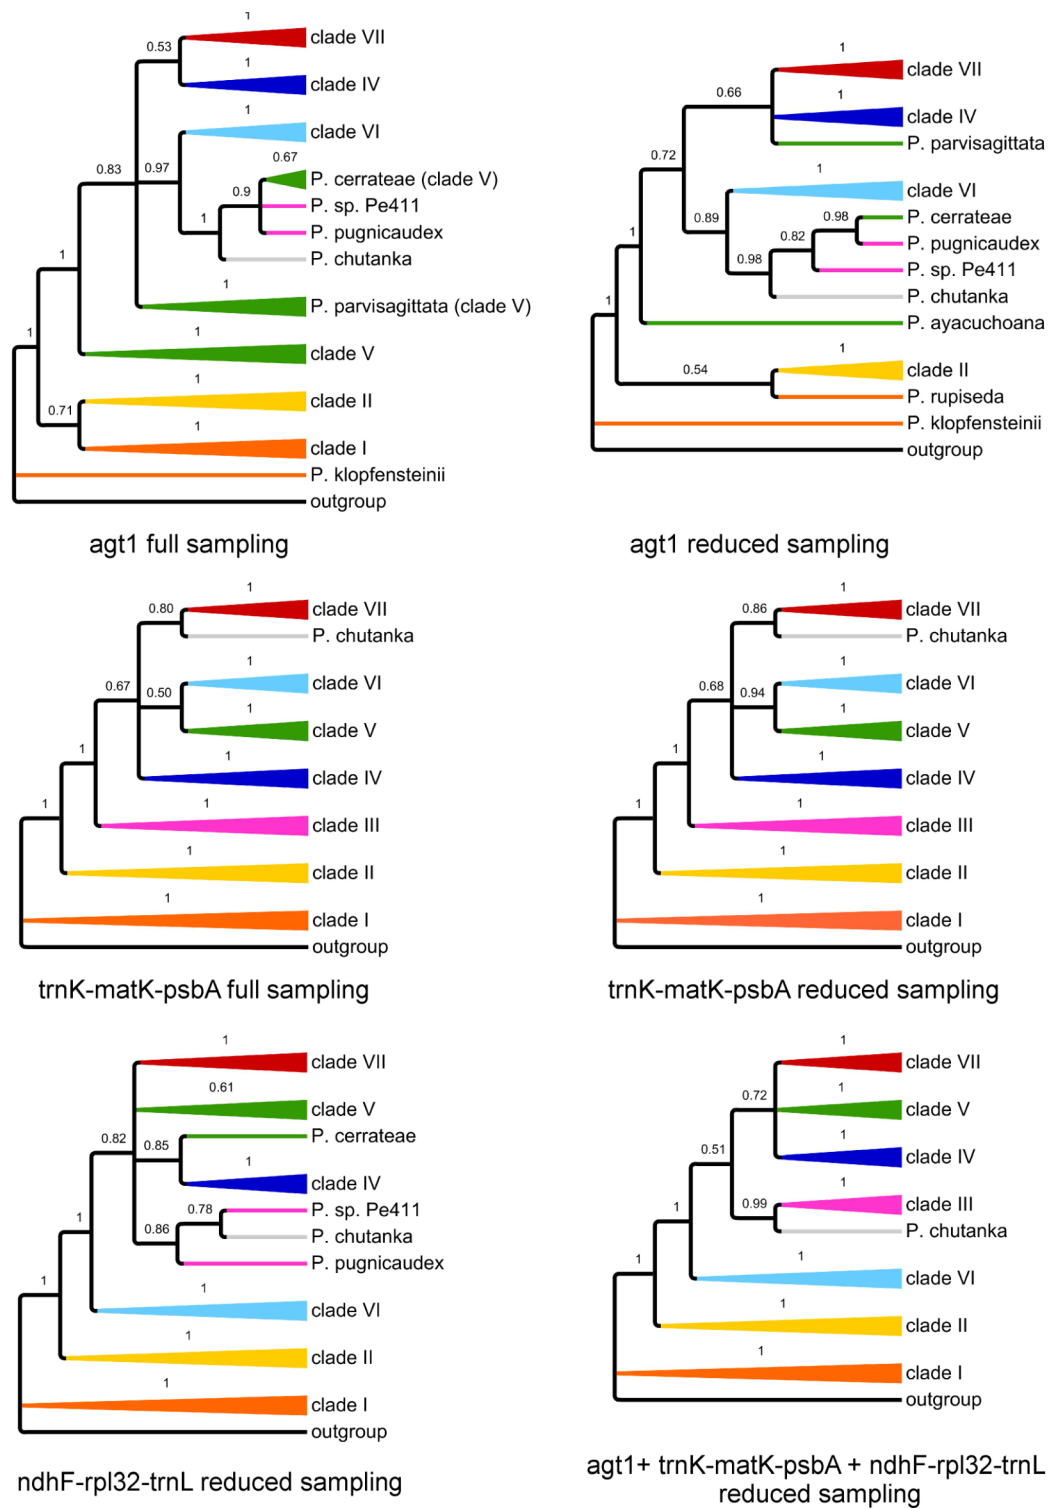 1
clade VII
0.53
1
clade IV
1
clade VI
0.83
0.97
0.67
P. cerrateae (clade V)
0.9
P. sp. Pe411
1
P. pugnicaudex
P. chutanka
1
1
P. parvisagittata (clade V)
1
1
clade V
1
clade II
0.71
1
clade I
P. klopfensteinii
outgroup
agt1 full sampling
1
clade VII
0.66
1
clade IV
P. parvisagittata
0.72
1
clade VI
0.89
0.98
P. cerrateae
0.82
P. pugnicaudex
0.98
P. sp. Pe411
P. chutanka
1
P. ayacuchoana
1
1
clade II
0.54
P. rupiseda
P. klopfensteinii
outgroup
agt1 reduced sampling
1
0.80
clade VII
P. chutanka
1
0.67
0.50
clade VI
1
clade V
1
1
clade IV
1
1
clade III
1
clade II
1
clade I
outgroup
trnK-matK-psbA full sampling
1
0.86
clade VII
P. chutanka
1
0.68
0.94
clade VI
1
clade V
1
1
clade IV
1
1
clade III
1
clade II
1
clade I
outgroup
trnK-matK-psbA reduced sampling
1
clade VII
0.61
clade V
0.82
0.85
P. cerrateae
1
clade IV
0.78
P. sp. Pe411
0.86
P. chutanka
1
P. pugnicaudex
1
1
clade VI
1
clade II
1
clade I
outgroup
ndhF-rpl32-trnL reduced sampling
1
clade VII
0.72
1
clade V
0.51
1
clade IV
1
0.99
clade III
1
P. chutanka
1
1
clade VI
1
clade II
1
clade I
outgroup
agt1+ trnK-matK-psbA + ndhF-rpl32-trnL
reduced sampling